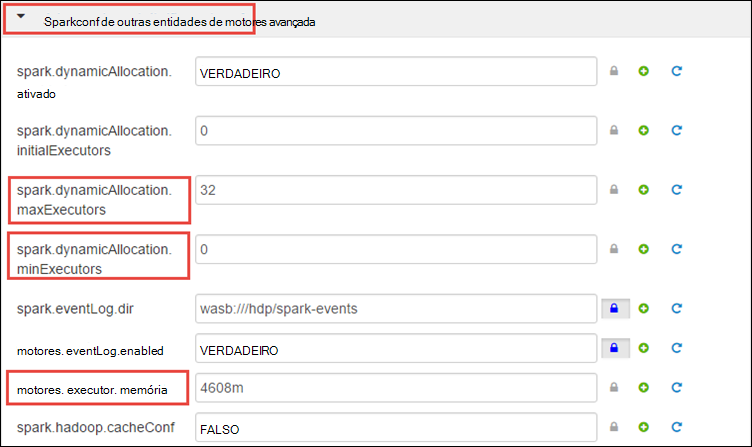 Sparkconf de outras entidades de motores avançada
spark.dynamicAllocation.
ativado
VERDADEIRO
spark.dynamicAllocation.
initialExecutors
0
spark.dynamicAllocation.
maxExecutors
32
spark.dynamicAllocation.
minExecutors
0
spark.eventLog.dir
wasb:///hdp/spark-events
motores. eventLog.enabled
VERDADEIRO
motores. executor. memória
4608m
spark.hadoop.cacheConf
FALSO